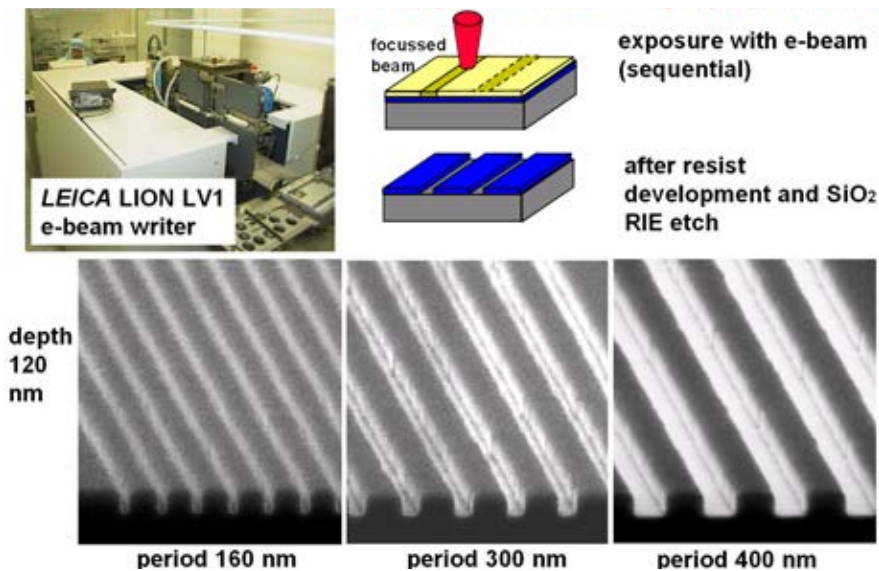 focussed
beam
exposure with e-beam
(sequential)
LEICA LION LV1
e-beam writer
after resist
development and SiO₂
RIE etch
depth
120
nm
period 160 nm
period 300 nm
period 400 nm